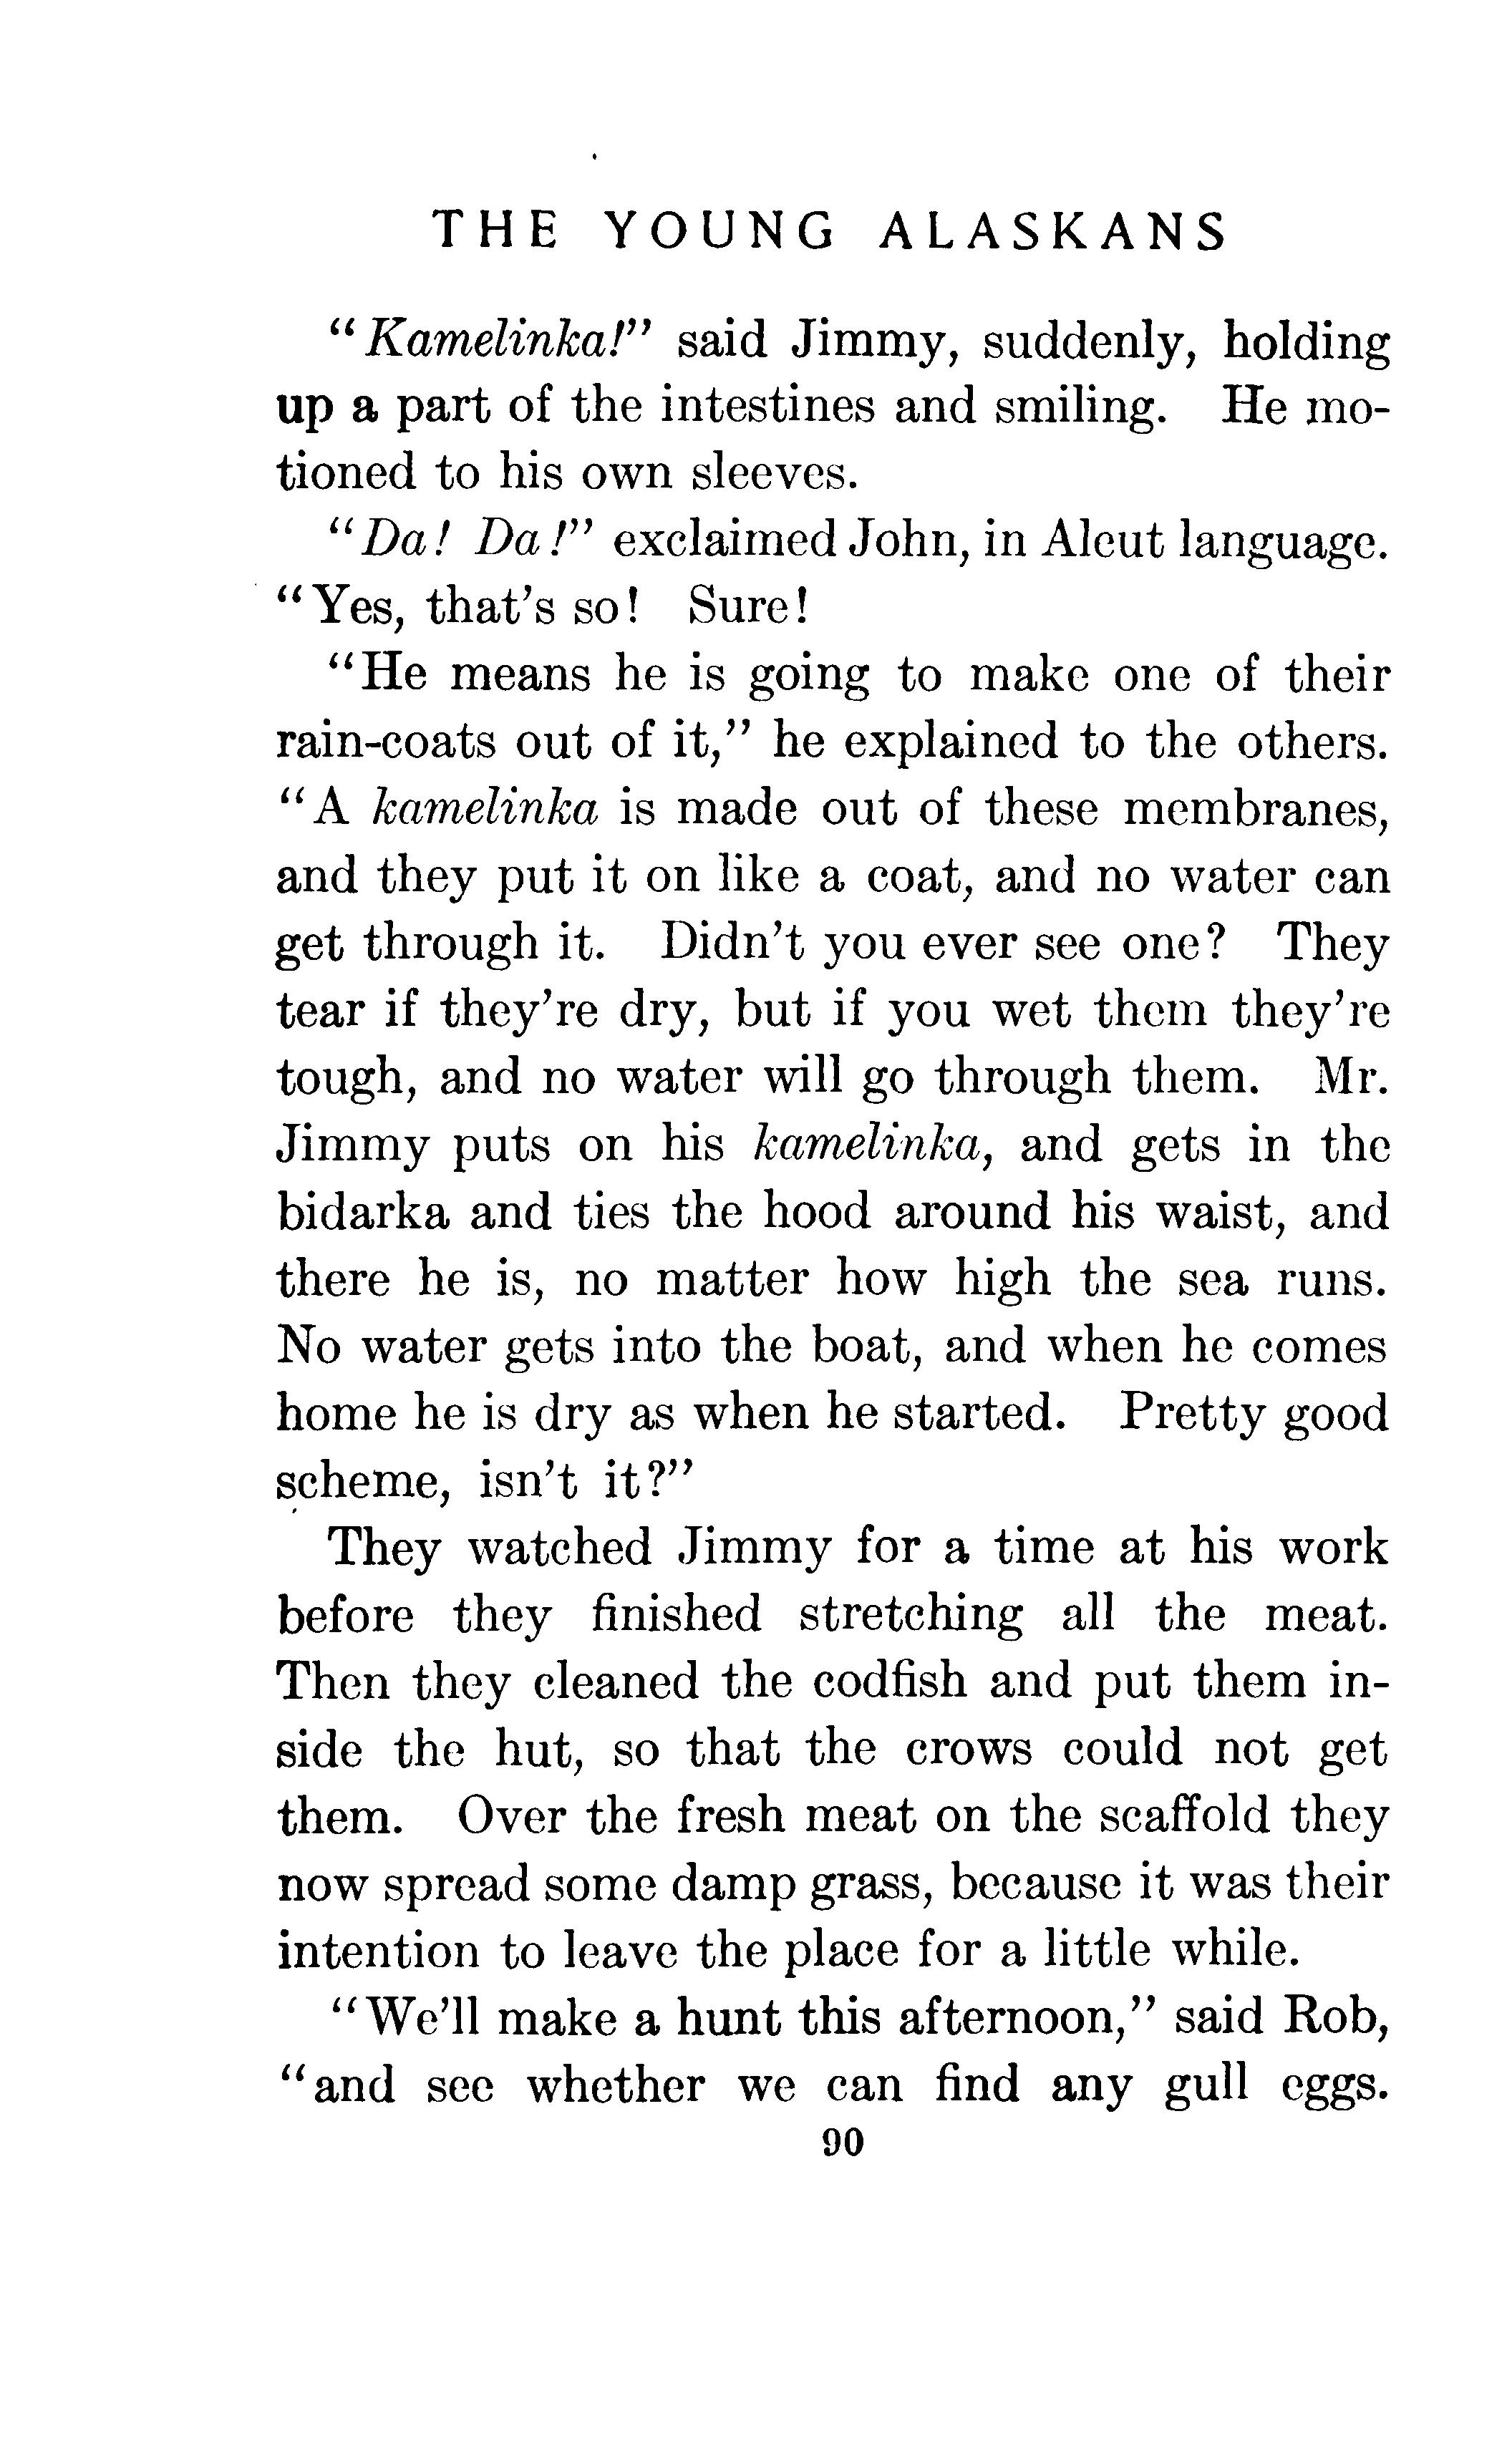 THE YOUNG ALASKANS
"Kamelinka!" said Jimmy, suddenly, holding
up a part of the intestines and smiling. He mo-
tioned to his own sleeves.
"Da! Da!" exclaimed John, in Aleut language.
"Yes, that's so! Sure!
"He means he is going to make one of their
rain-coats out of it," he explained to the others.
"A kamelinka is made out of these membranes,
and they put it on like a coat, and no water can
get through it. Didn't you ever see one? They
tear if they're dry, but if you wet them they're
tough, and no water will go through them. Mr.
Jimmy puts on his kamelinka, and gets in the
bidarka and ties the hood around his waist, and
there he is, no matter how high the sea runs.
No water gets into the boat, and when he comes
home he is dry as when he started. Pretty good
scheme, isn't it?"
They watched Jimmy for a time at his work
before they finished stretching all the meat.
Then they cleaned the codfish and put them in-
side the hut, so that the crows could not get
them. Over the fresh meat on the scaffold they
now spread some damp grass, because it was their
intention to leave the place for a little while.
"We'll make a hunt this afternoon," said Rob,
"and see whether we can find any gull eggs.
90